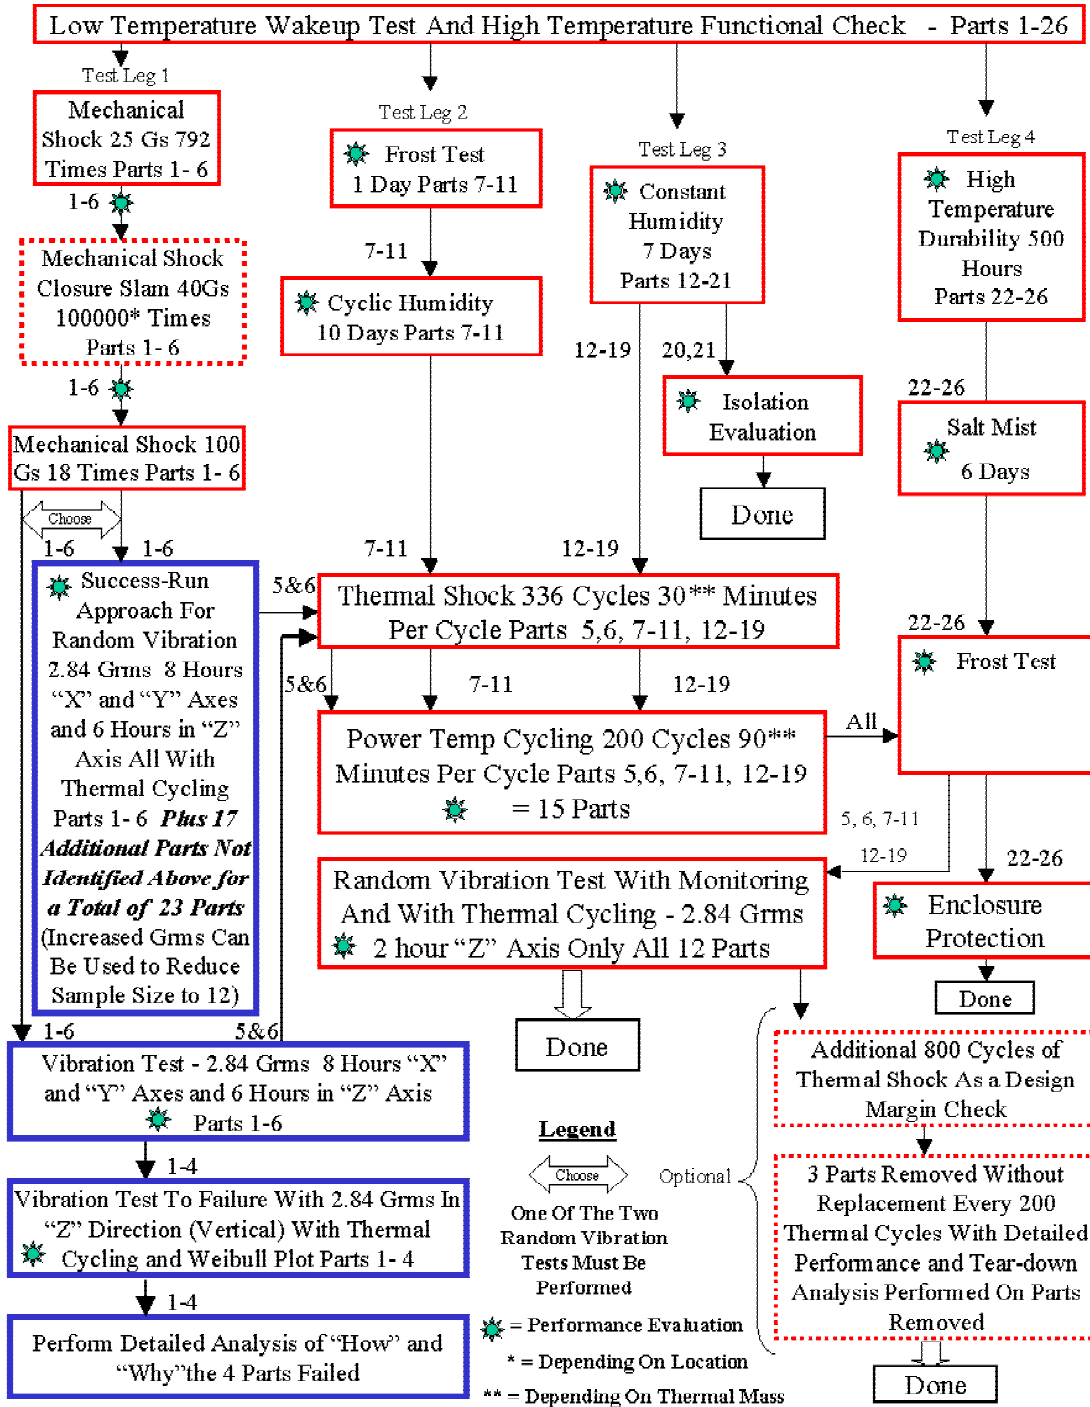 Low Temperature Wakeup Test And High Temperature Functional Check - Parts 1-26
Test Leg 1
Mechanical
Shock 25 Gs 792
Times Parts 1- 6
1-6
Mechanical Shock
Closure Slam 40Gs
100000* Times
Parts 1- 6
1-6
Mechanical Shock 100
Gs 18 Times Parts 1- 6
Choose
1-6
1-6
Success-Run
Approach For
Random Vibration
2.84 Grms 8 Hours
“X” and “Y” Axes
and 6 Hours in “Z”
Axis All With
Thermal Cycling
Parts 1- 6 Plus 17
Additional Parts Not
Identified Above for
a Total of 23 Parts
(Increased Grms Can
Be Used to Reduce
Sample Size to 12)
1-6
5&6
Vibration Test - 2.84 Grms 8 Hours “X”
and “Y” Axes and 6 Hours in “Z” Axis
Parts 1-6
1-4
Vibration Test To Failure With 2.84 Grms In
“Z” Direction (Vertical) With Thermal
Cycling and Weibull Plot Parts 1- 4
1-4
Perform Detailed Analysis of “How” and
“Why”the 4 Parts Failed
Test Leg 2
Frost Test
1 Day Parts 7-11
7-11
Cyclic Humidity
10 Days Parts 7-11
7-11
Test Leg 3
Constant
Humidity
7 Days
Parts 12-21
12-19
20,21
Isolation
Evaluation
Done
12-19
5&6
Thermal Shock 336 Cycles 30** Minutes
Per Cycle Parts 5,6, 7-11, 12-19
5&6
7-11
12-19
Power Temp Cycling 200 Cycles 90**
Minutes Per Cycle Parts 5,6, 7-11, 12-19
= 15 Parts
All
Test Leg 4
High
Temperature
Durability 500
Hours
Parts 22-26
22-26
Salt Mist
6 Days
22-26
Frost Test
5, 6, 7-11
12-19
22-26
Enclosure
Protection
Done
Random Vibration Test With Monitoring
And With Thermal Cycling - 2.84 Grms
2 hour “Z” Axis Only All 12 Parts
Done
Optional
Additional 800 Cycles of
Thermal Shock As a Design
Margin Check
3 Parts Removed Without
Replacement Every 200
Thermal Cycles With Detailed
Performance and Tear-down
Analysis Performed On Parts
Removed
Done
Legend
Choose
One Of The Two
Random Vibration
Tests Must Be
Performed
= Performance Evaluation
* = Depending On Location
** = Depending On Thermal Mass